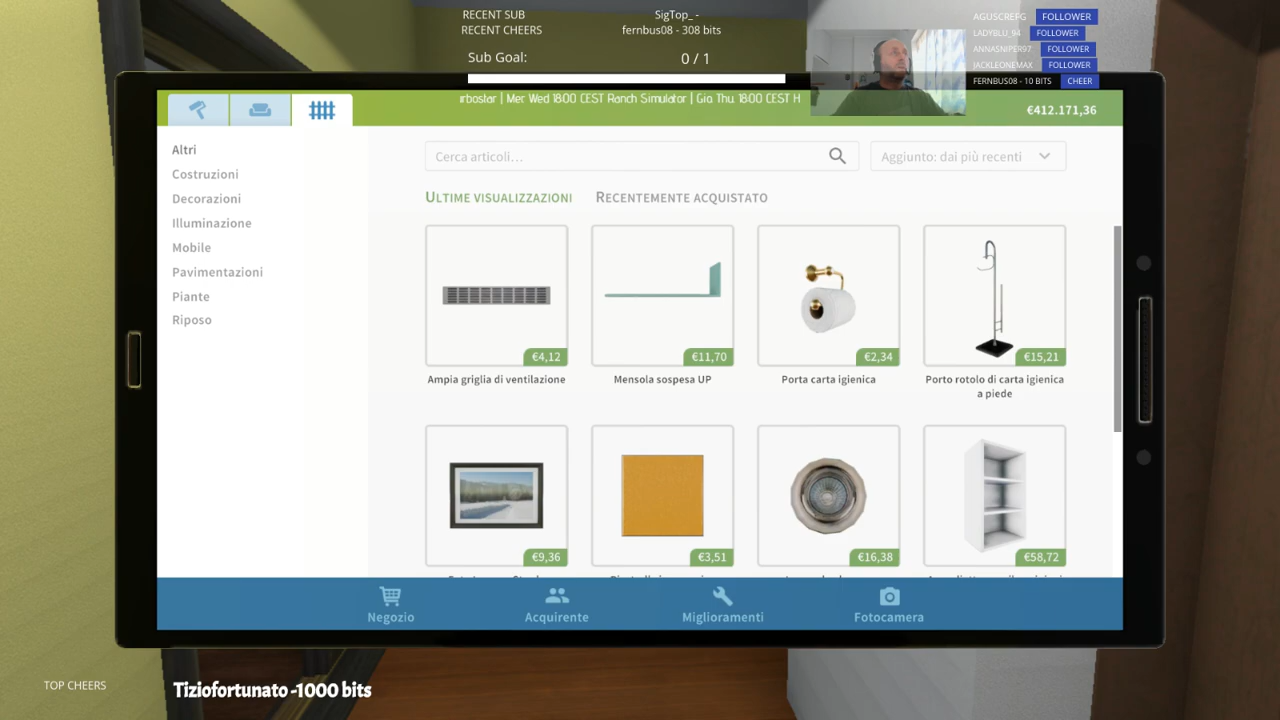 RECENT SUB
SigTop_ -
RECENT CHEERS
fernbus08 - 308 bits
Sub Goal:
0 / 1
AGUSCREPG FOLLOWER
LADYBLU_94 FOLLOWER
ANNASNIPER97 FOLLOWER
JACKLEONEMAX FOLLOWER
FERNBUS08 - 10 BITS CHEER
rbostar | Mer Wed 18:00 CEST Ranch Simulator | Gio Thu 18:00 CEST H
€412.171,36
Altri
Costruzioni
Decorazioni
Illuminazione
Mobile
Pavimentazioni
Piante
Riposo
Cerca articoli...
Aggiunto: dai più recenti
ULTIME VISUALIZZAZIONI
RECENTEMENTE ACQUISTATO
€4,12
€11,70
€2,34
€15,21
Ampia griglia di ventilazione
Mensola sospesa UP
Porta carta igienica
Porto rotolo di carta igienica
a piede
€9,36
€3,51
€16,38
€58,72
Negozio
Acquirente
Miglioramenti
Fotocamera
TOP CHEERS
Tiziofortunato -1000 bits